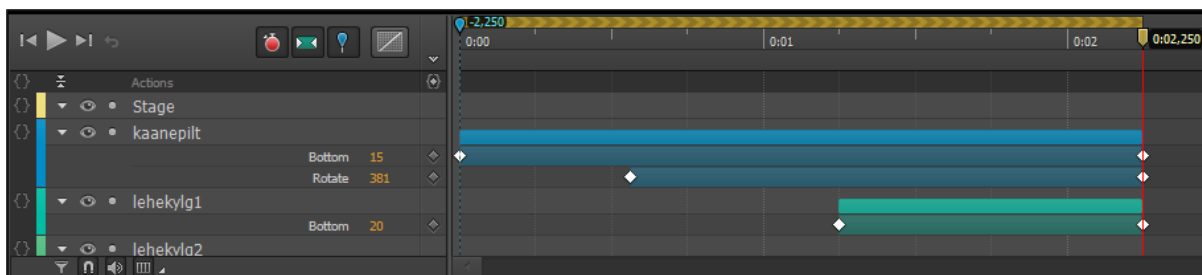 -2,250
0:00 0:01 0:02 0:02,250
Actions
Stage
kaanepilt
Bottom 15
Rotate 381
lehekylg1
Bottom 20
lehekylg2